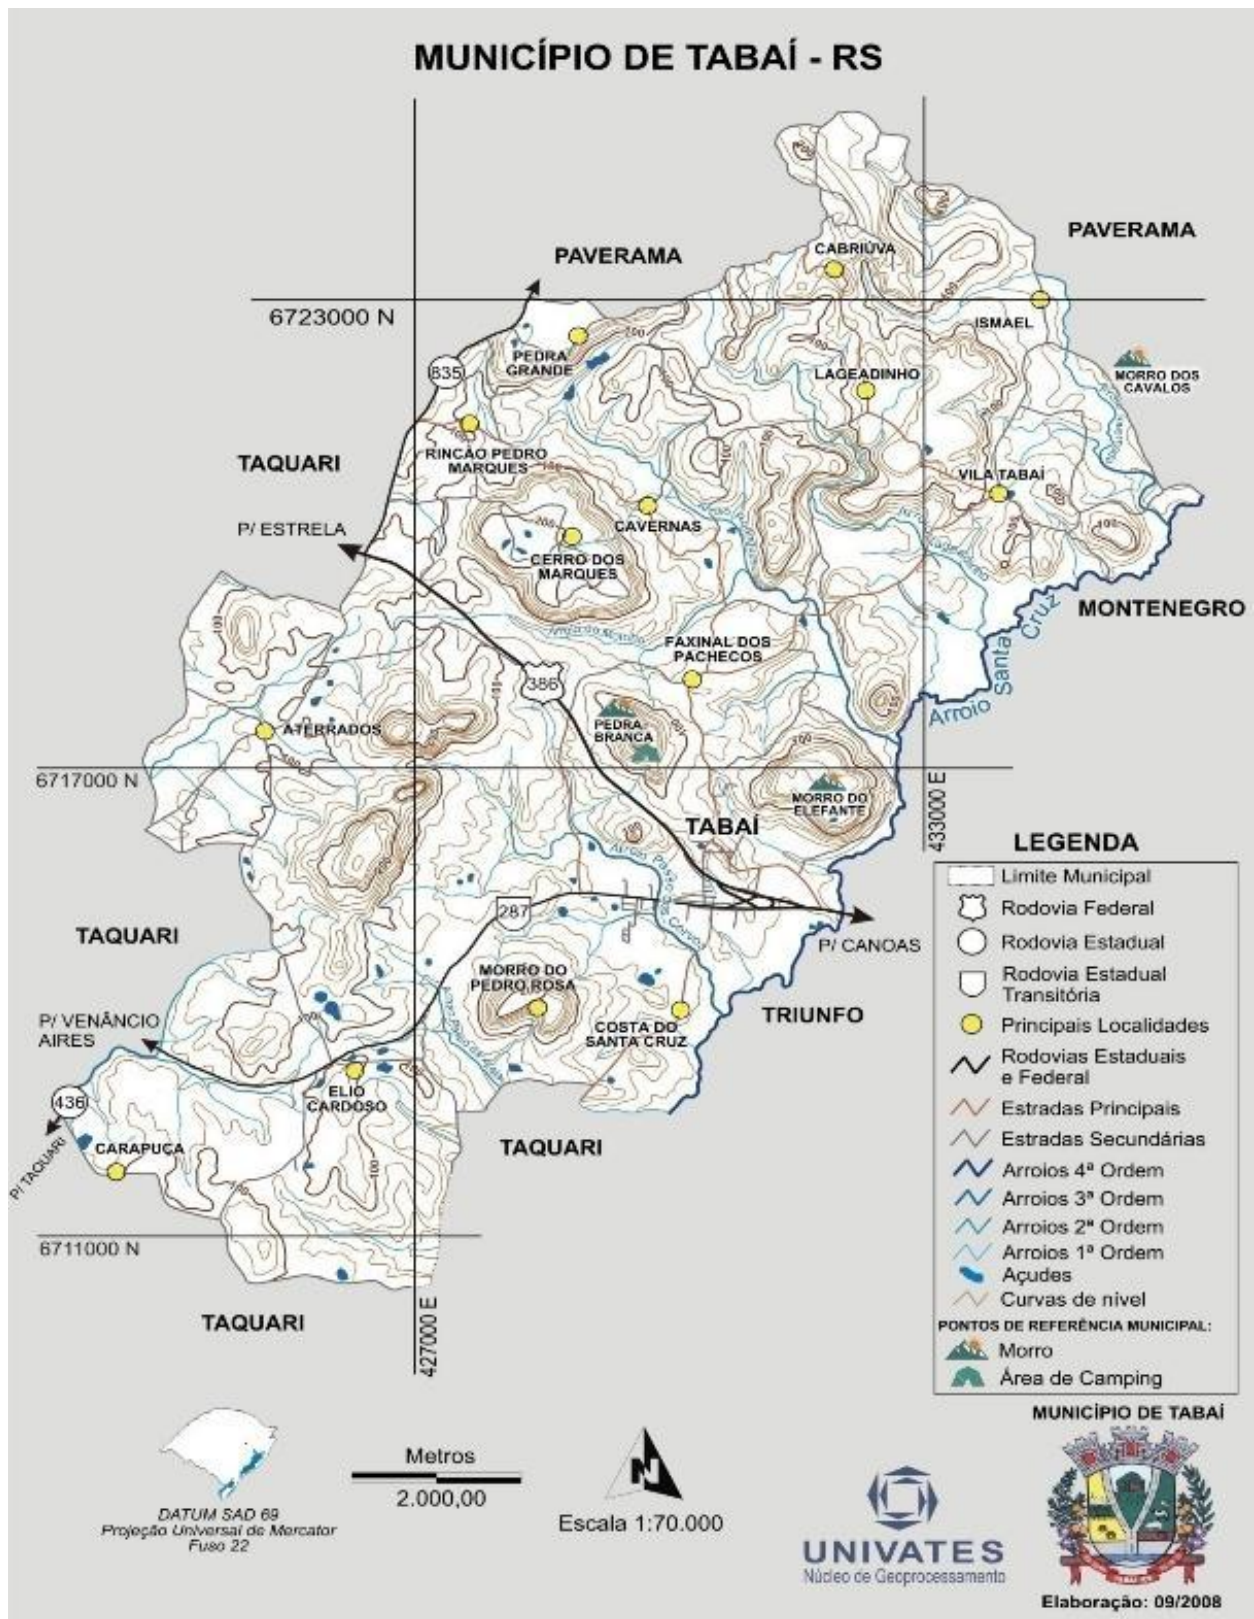 MUNICÍPIO DE TABAÍ - RS
PAVERAMA
PAVERAMA
CABRIÚVA
6723000 N
ISMAEL
PEDRA
GRANDE
635
LAGEADINHO
MORRO DOS
CAVALOS
TAQUARI
RINCÃO PEDRO
MARQUES
VILA TABAÍ
P/ ESTRELA
CAVERNAS
CERRO DOS
MARQUES
MONTENEGRO
Arroio Santa Cruz
FAXINAL DOS
PACHECOS
386
PEDRA
BRANCA
ATERRADOS
6717000 N
MORRO DO
ELEFANTE
433000 E
TABAÍ
287
P/ CANOAS
TAQUARI
MORRO DO
PEDRO ROSA
COSTA DO
SANTA CRUZ
TRIUNFO
P/ VENÂNCIO
AIRES
ELIO
CARDOSO
436
P/ TAQUARI
CARAPUÇA
TAQUARI
6711000 N
TAQUARI
427000 E
LEGENDA
Limite Municipal
Rodovia Federal
Rodovia Estadual
Rodovia Estadual
Transitória
Principais Localidades
Rodovias Estaduais
e Federal
Estradas Principais
Estradas Secundárias
Arroios 4ª Ordem
Arroios 3ª Ordem
Arroios 2ª Ordem
Arroios 1ª Ordem
Açudes
Curvas de nível
PONTOS DE REFERÊNCIA MUNICIPAL:
Morro
Área de Camping
DATUM SAD 69
Projeção Universal de Mercator
Fuso 22
Metros
2.000,00
N
Escala 1:70.000
UNIVATES
Núcleo de Geoprocessamento
MUNICÍPIO DE TABAÍ
Elaboração: 09/2008